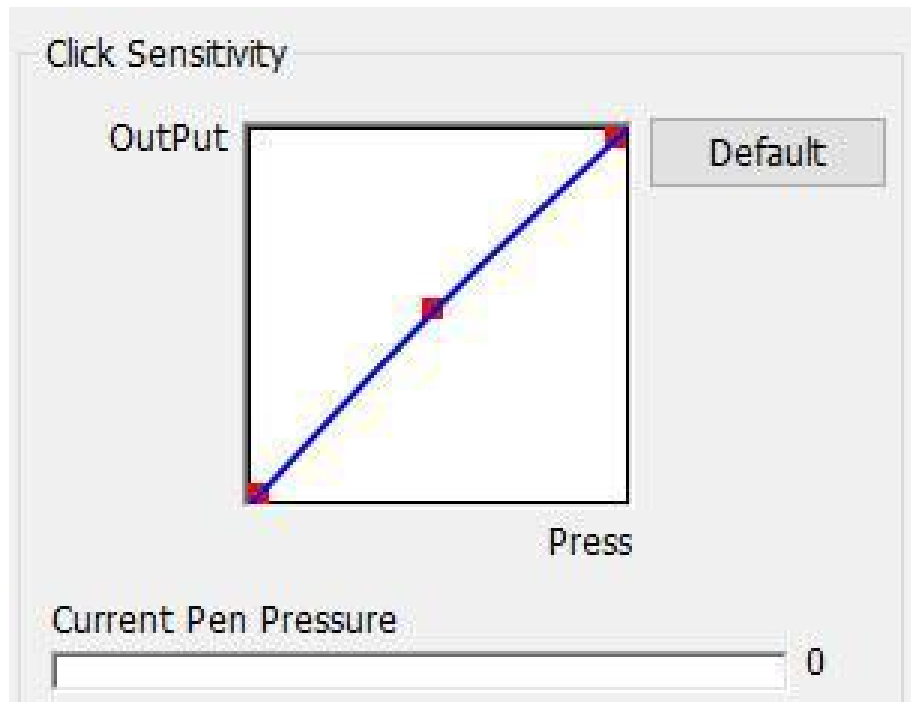 Click Sensitivity
OutPut
Default
Press
Current Pen Pressure
0